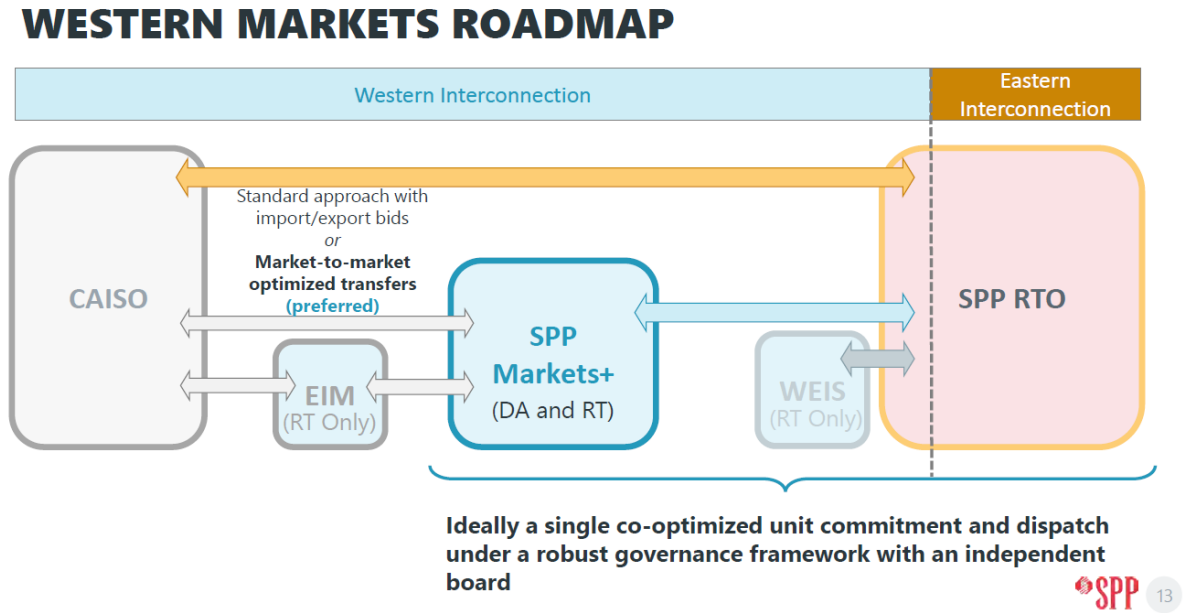 WESTERN MARKETS ROADMAP
Western Interconnection
Eastern
Interconnection
Standard approach with
import/export bids
or
Market-to-market
optimized transfers
(preferred)
CAISO
EIM
(RT Only)
SPP
Markets+
(DA and RT)
WEIS
(RT Only)
SPP RTO
Ideally a single co-optimized unit commitment and dispatch
under a robust governance framework with an independent
board
SPP
13